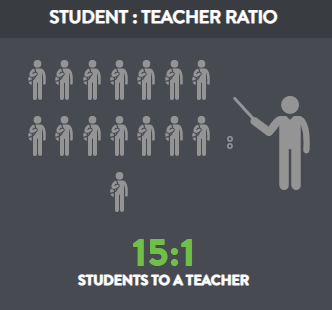 STUDENT : TEACHER RATIO
:
15:1
STUDENTS TO A TEACHER